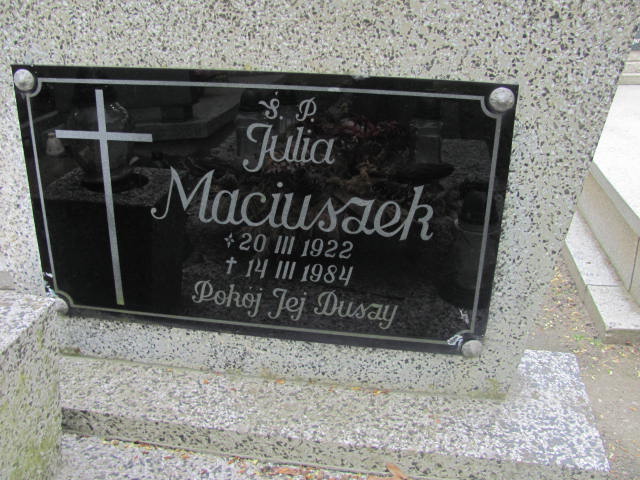 Ś. P.
Julia
Maciuszek
20 III 1922
† 14 III 1984
Pokój Jej Duszy